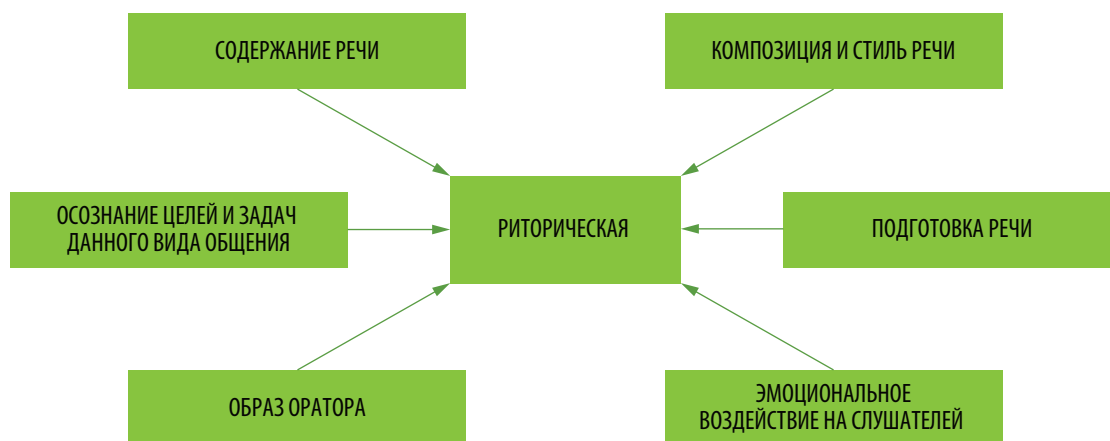 СОДЕРЖАНИЕ РЕЧИ
КОМПОЗИЦИЯ И СТИЛЬ РЕЧИ
ОСОЗНАНИЕ ЦЕЛЕЙ И ЗАДАЧ
ДАННОГО ВИДА ОБЩЕНИЯ
РИТОРИЧЕСКАЯ
ПОДГОТОВКА РЕЧИ
ОБРАЗ ОРАТОРА
ЭМОЦИОНАЛЬНОЕ
ВОЗДЕЙСТВИЕ НА СЛУШАТЕЛЕЙ